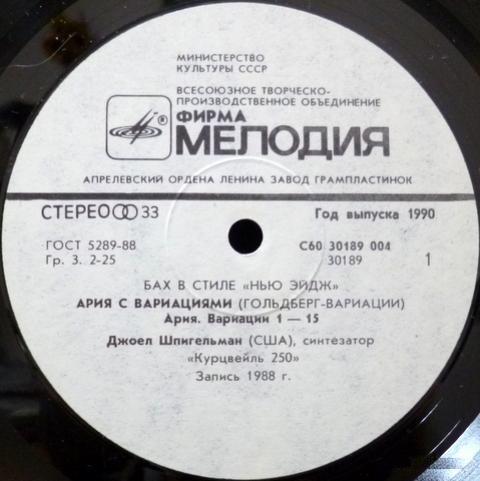 МИНИСТЕРСТВО
КУЛЬТУРЫ СССР
ВСЕСОЮЗНОЕ ТВОРЧЕСКО-
ПРОИЗВОДСТВЕННОЕ ОБЪЕДИНЕНИЕ
®
ФИРМА
МЕЛОДИЯ
АПРЕЛЕВСКИЙ ОРДЕНА ЛЕНИНА ЗАВОД ГРАМПЛАСТИНОК
СТЕРЕО 33 Год выпуска 1990
ГОСТ 5289-88 С60 30189 004
Гр. 3. 2-25 30189 1
БАХ В СТИЛЕ «НЬЮ ЭЙДЖ»
АРИЯ С ВАРИАЦИЯМИ (ГОЛЬДБЕРГ-ВАРИАЦИИ)
Ария. Вариации 1 — 15
Джоел Шпигельман (США), синтезатор
«Курцвейль 250»
Запись 1988 г.